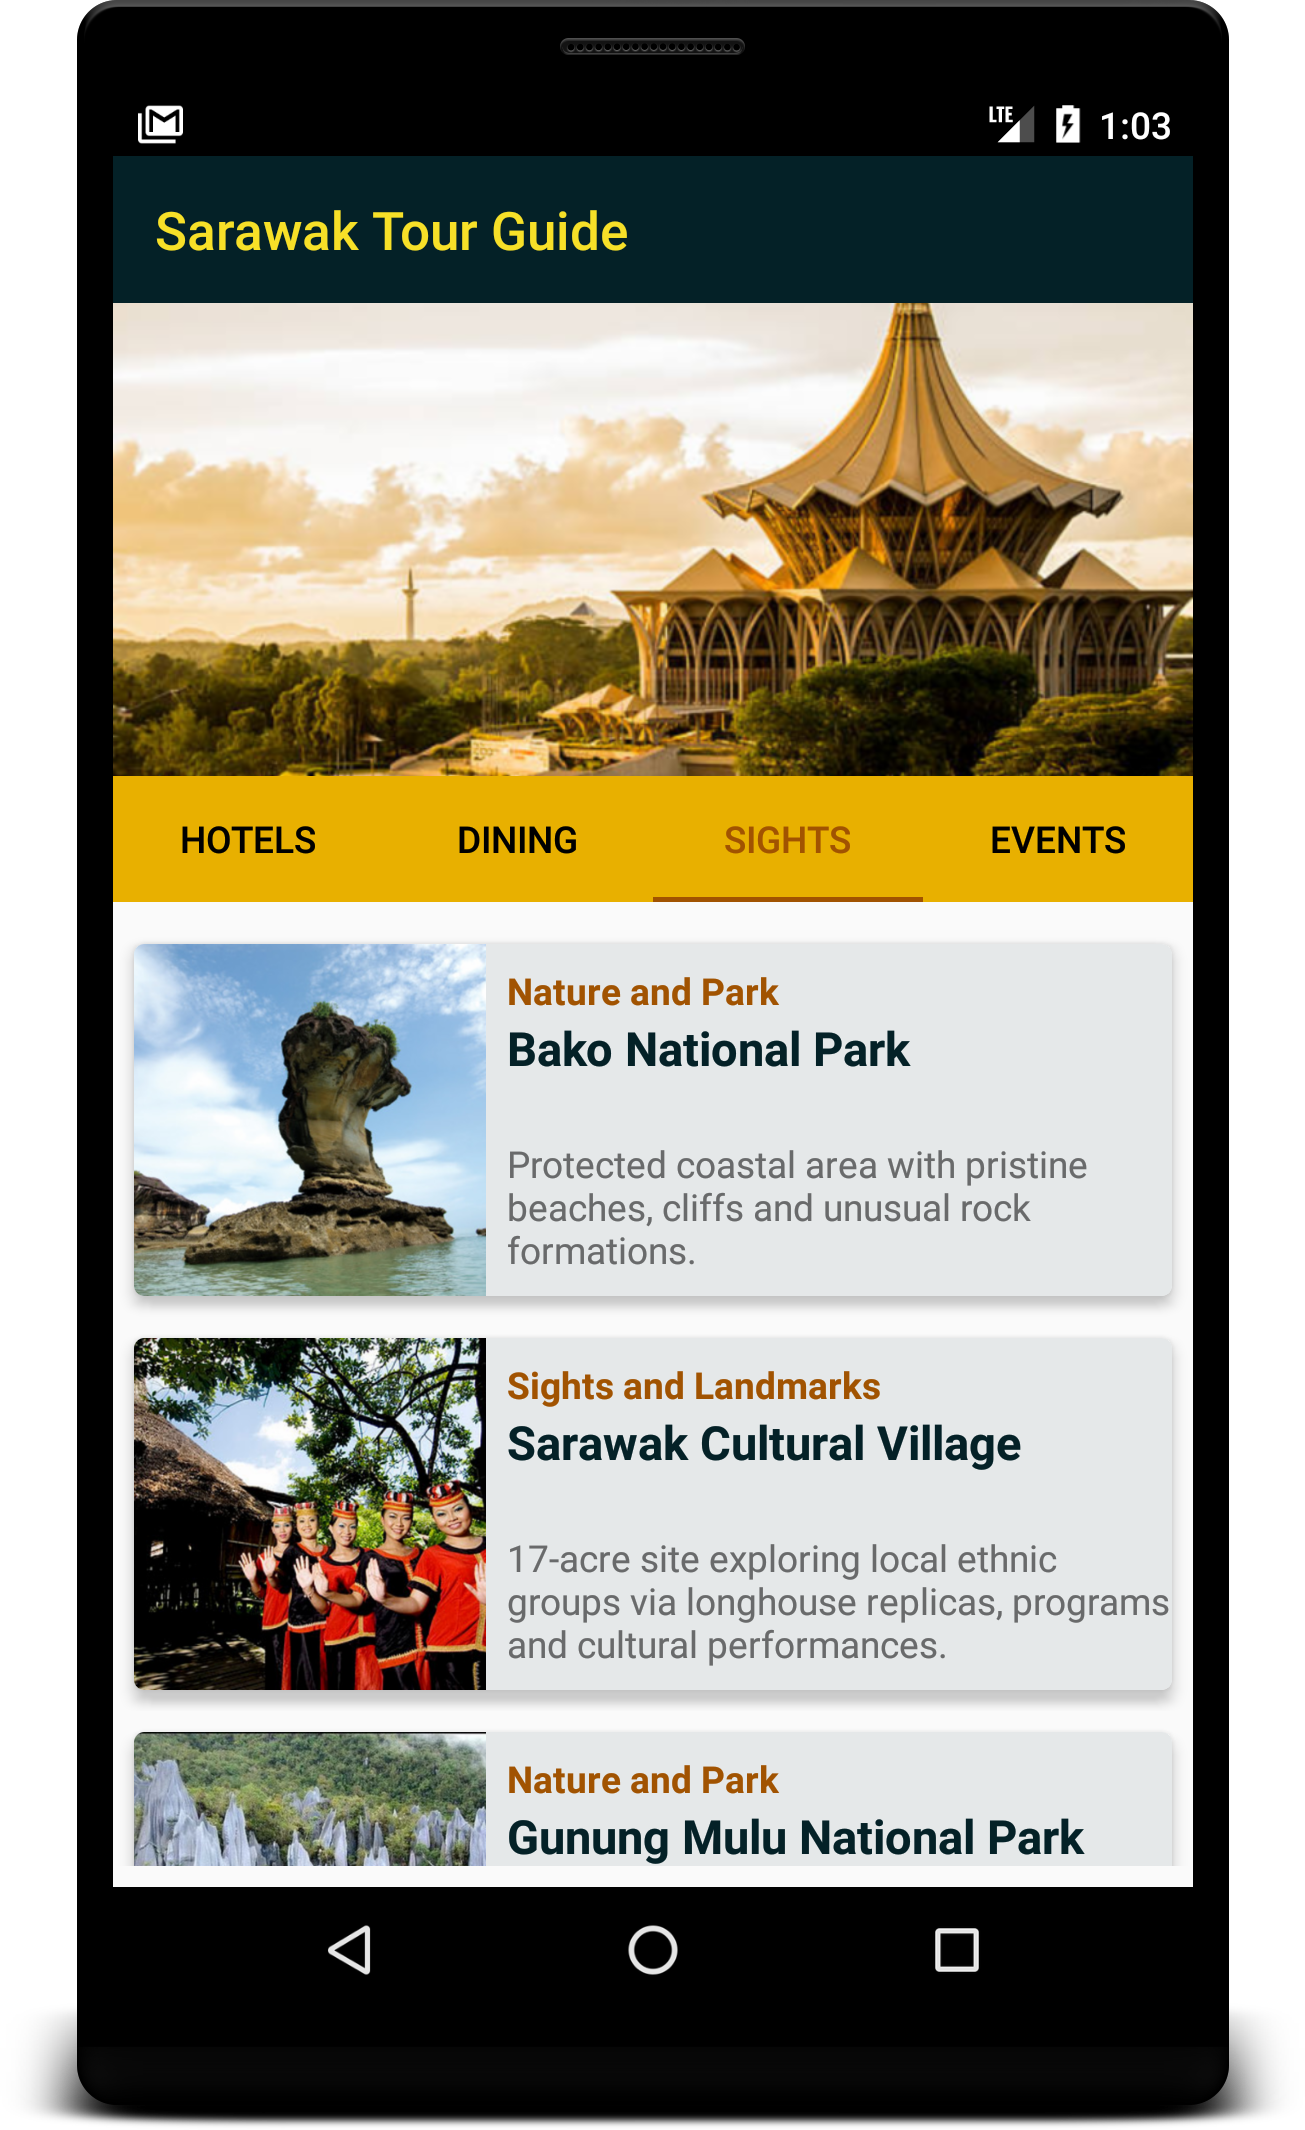 LTE 1:03
Sarawak Tour Guide
HOTELS DINING SIGHTS EVENTS
Nature and Park
Bako National Park
Protected coastal area with pristine
beaches, cliffs and unusual rock
formations.
Sights and Landmarks
Sarawak Cultural Village
17-acre site exploring local ethnic
groups via longhouse replicas, programs
and cultural performances.
Nature and Park
Gunung Mulu National Park